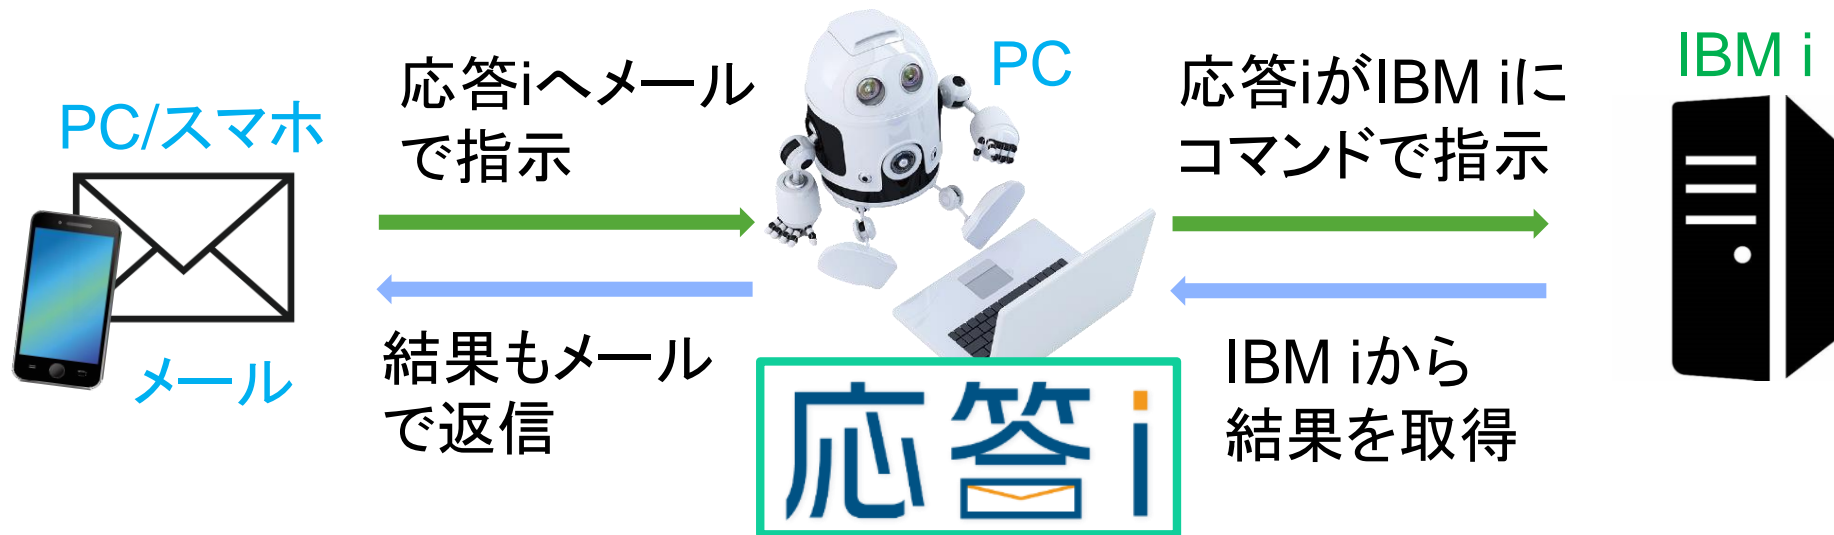 PC/スマホ
メール
応答iへメール
で指示
結果もメール
で返信
PC
応答i
応答iがIBM iに
コマンドで指示
IBM iから
結果を取得
IBM i